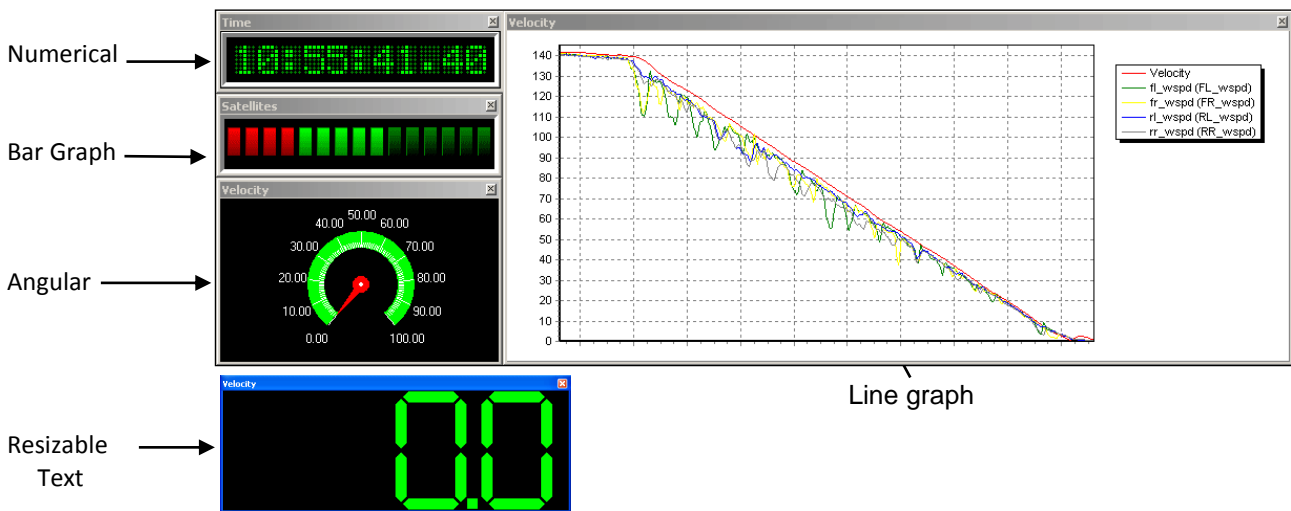 Numerical
Time
10:55:41.40
Bar Graph
Satellites
Angular
Velocity
0.00
10.00
20.00
30.00
40.00
50.00
60.00
70.00
80.00
90.00
100.00
Velocity
140
130
120
110
100
90
80
70
60
50
40
30
20
10
0
Velocity
fl_wspd (FL_wspd)
fr_wspd (FR_wspd)
rl_wspd (RL_wspd)
rr_wspd (RR_wspd)
Line graph
Resizable
Text
Velocity
0.0